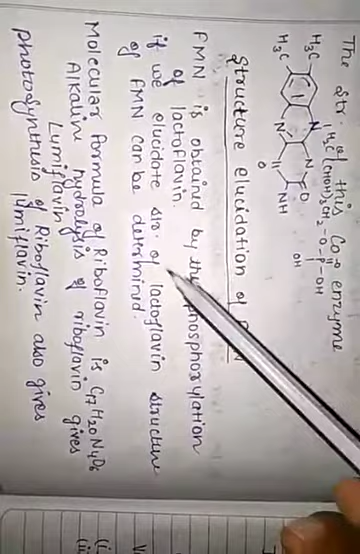 The str. of this co-enzyme
H₃C
H₃C
H₂C-(CHOH)₃CH₂-O-P-OH
OH
N
N
N
NH
O
O
Structure elucidation of
FMN is obtained by the phosphorylation
of lactoflavin.
if we elucidate str. of lactoflavin structure
of FMN can be determined.
Molecular formula of Riboflavin is C₁₇H₂₀N₄O₆
Alkaline hydrolysis of riboflavin gives
Lumiflavin
Photosynthesis of Riboflavin also gives
lumiflavin.